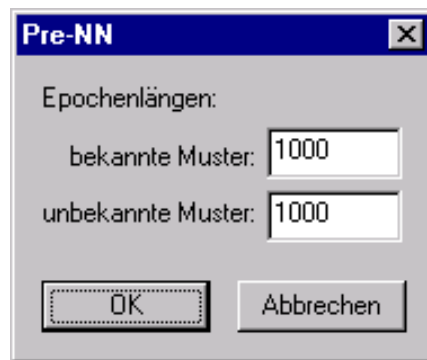 Pre-NN
Epochenlängen:
bekannte Muster: 1000
unbekannte Muster: 1000
OK Abbrechen